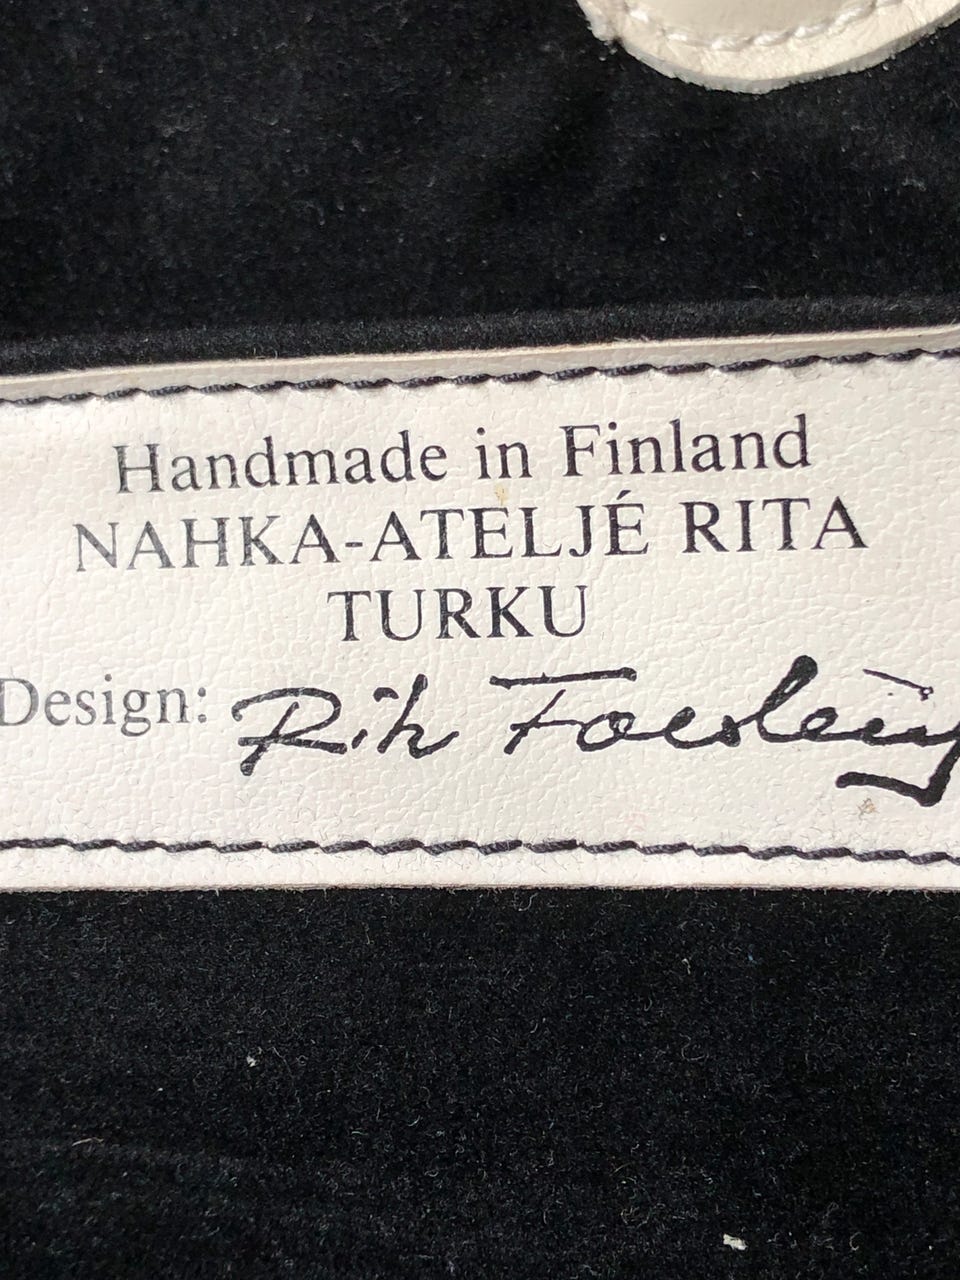 Handmade in Finland
NAHKA-ATELJÉ RITA
TURKU
Design: